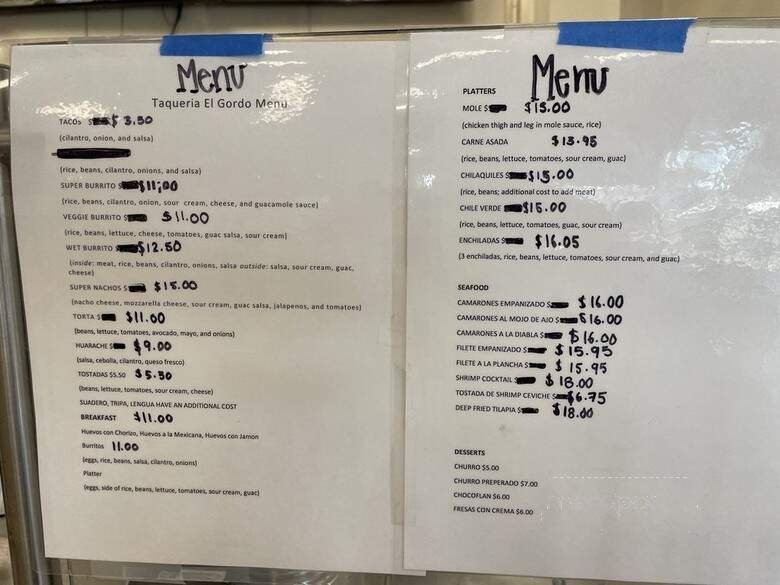 Menu
Taqueria El Gordo Menu
TACOS $ $ 3.50
(cilantro, onion, and salsa)
(rice, beans, cilantro, onions, and salsa)
SUPER BURRITO $ $11,00
(rice, beans, cilantro, onion, sour cream, cheese, and guacamole sauce)
VEGGIE BURRITO $ $11.00
(rice, beans, lettuce, cheese, tomatoes, guac salsa, sour cream)
WET BURRITO $ $12.50
(inside: meat, rice, beans, cilantro, onions, salsa outside: salsa, sour cream, guac,
cheese)
SUPER NACHOS $ $15.00
(nacho cheese, mozzarella cheese, sour cream, guac salsa, jalapenos, and tomatoes)
TORTA $ $11.00
(beans, lettuce, tomatoes, avocado, mayo, and onions)
HUARACHE $ $9.00
(salsa, cebolla, cilantro, queso fresco)
TOSTADAS $5.50 $5.50
(beans, lettuce, tomatoes, sour cream, cheese)
SUADERO, TRIPA, LENGUA HAVE AN ADDITIONAL COST
BREAKFAST $11.00
Huevos con Chorizo, Huevos a la Mexicana, Huevos con Jamon
Burritos 11.00
(eggs, rice, beans, salsa, cilantro, onions)
Platter
(eggs, side of rice, beans, lettuce, tomatoes, sour cream, guac)
Menu
PLATTERS
MOLE $ $15.00
(chicken thigh and leg in mole sauce, rice)
CARNE ASADA $13.95
(rice, beans, lettuce, tomatoes, sour cream, guac)
CHILAQUILES $ $15.00
(rice, beans; additional cost to add meat)
CHILE VERDE $15.00
(rice, beans, lettuce, tomatoes, guac, sour cream)
ENCHILADAS $ $16.05
(3 enchiladas, rice, beans, lettuce, tomatoes, sour cream, and guac)
SEAFOOD
CAMARONES EMPANIZADO $ $16.00
CAMARONES AL MOJO DE AJO $ $16.00
CAMARONES A LA DIABLA $ $16.00
FILETE EMPANIZADO $ $15.95
FILETE A LA PLANCHA $ $15.95
SHRIMP COCKTAIL $ $18.00
TOSTADA DE SHRIMP CEVICHE $ $6.75
DEEP FRIED TILAPIA $ $18.00
DESSERTS
CHURRO $5.00
CHURRO PREPERADO $7.00
CHOCOFLAN $6.00
FRESAS CON CREMA $6.00